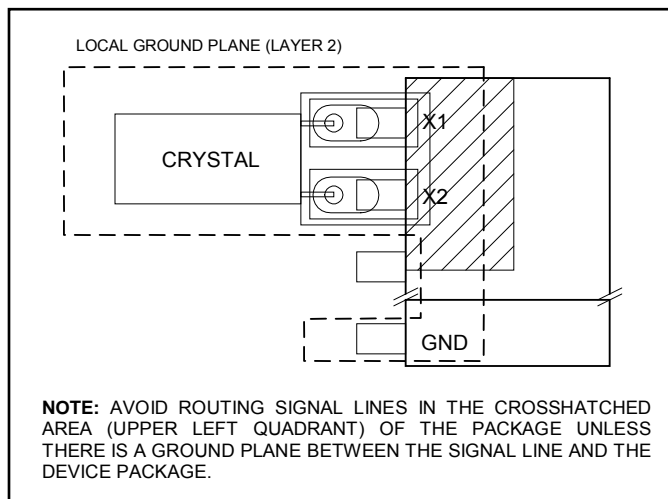 LOCAL GROUND PLANE (LAYER 2)
X1
CRYSTAL
X2
GND
NOTE: AVOID ROUTING SIGNAL LINES IN THE CROSSHATCHED
AREA (UPPER LEFT QUADRANT) OF THE PACKAGE UNLESS
THERE IS A GROUND PLANE BETWEEN THE SIGNAL LINE AND THE
DEVICE PACKAGE.